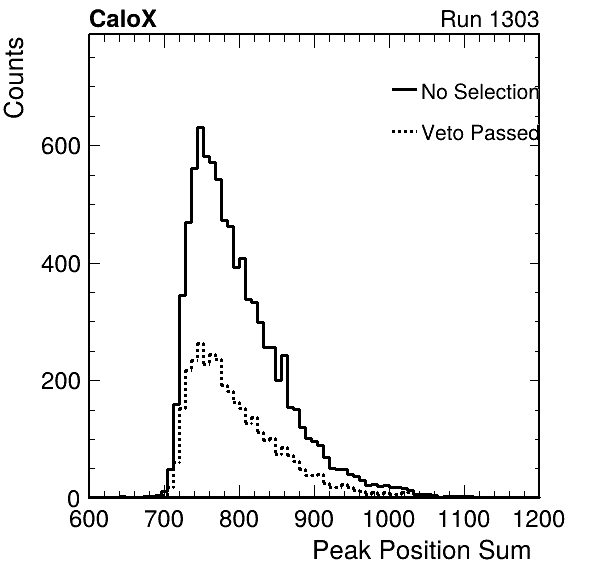 CaloX Run 1303
Counts
No Selection
Veto Passed
600
400
200
0
600 700 800 900 1000 1100 1200
Peak Position Sum